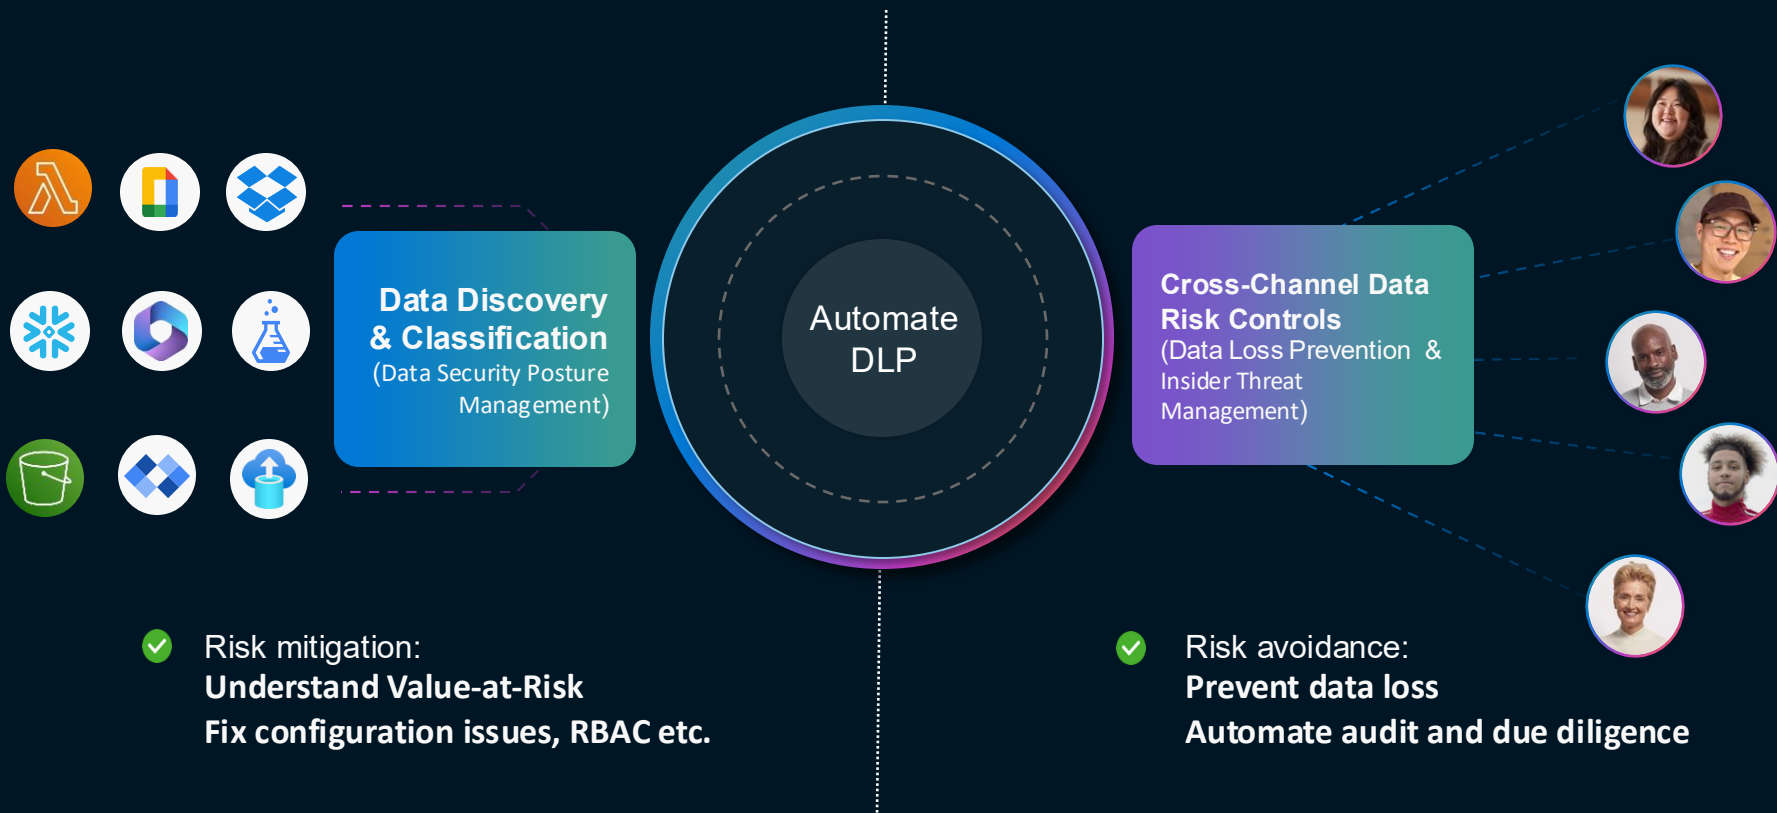 Data Discovery
& Classification
(Data Security Posture
Management)
Automate
DLP
Cross-Channel Data
Risk Controls
(Data Loss Prevention &
Insider Threat
Management)
Risk mitigation:
Understand Value-at-Risk
Fix configuration issues, RBAC etc.
Risk avoidance:
Prevent data loss
Automate audit and due diligence